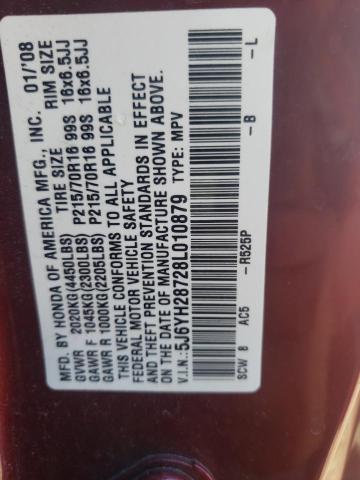 MFD. BY HONDA OF AMERICA MFG., INC. 01/'08
TIRE SIZE RIM SIZE
GVWR 2020KG(4450LBS)
GAWR F 1045KG(2300LBS) P215/70R16 99S 16x6.5JJ
GAWR R 1000KG(2205LBS) P215/70R16 99S 16x6.5JJ
THIS VEHICLE CONFORMS TO ALL APPLICABLE
FEDERAL MOTOR VEHICLE SAFETY
AND THEFT PREVENTION STANDARDS IN EFFECT
ON THE DATE OF MANUFACTURE SHOWN ABOVE.
V.I.N.: 5J6YH28728L010879 TYPE: MPV
SCW 8 AC5 -R525P -B -L